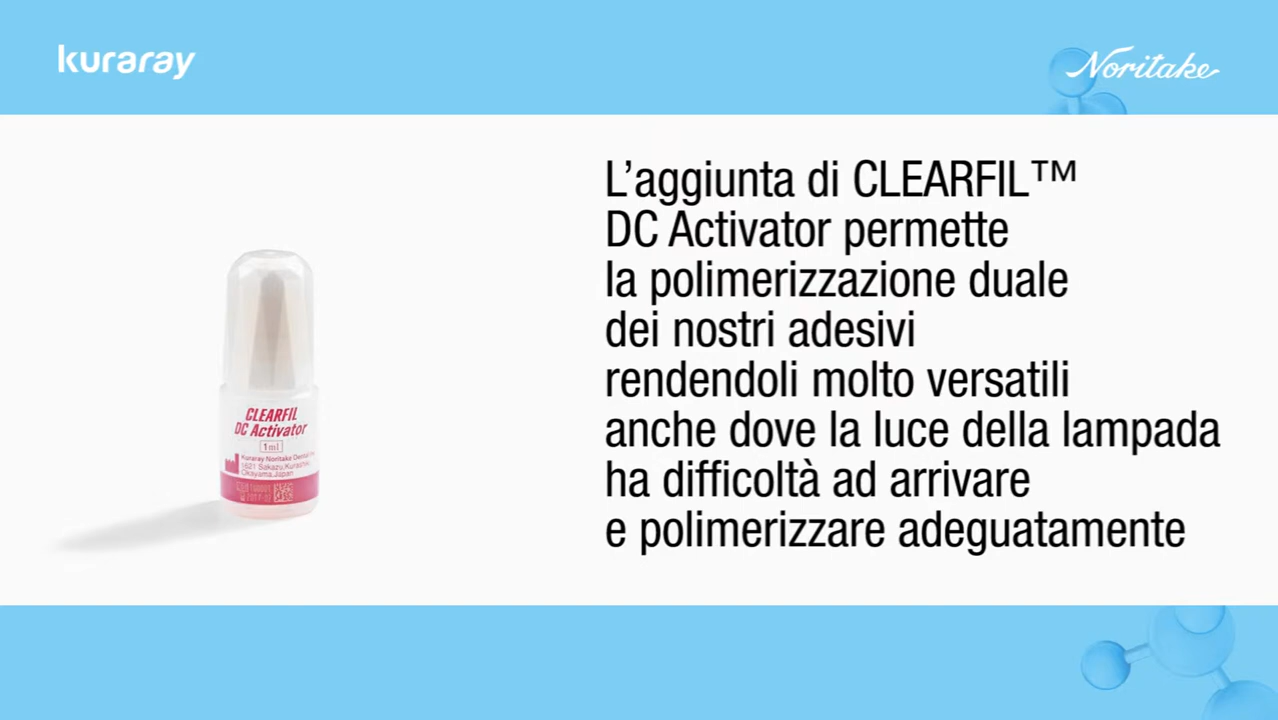 kuraray
Noritake
L’aggiunta di CLEARFIL™
DC Activator permette
la polimerizzazione duale
dei nostri adesivi
rendendoli molto versatili
anche dove la luce della lampada
ha difficoltà ad arrivare
e polimerizzare adeguatamente
CLEARFIL
DC Activator
1ml
Kuraray Noritake Dental
1621 Sakazu, Kurashiki,
Okayama, Japan